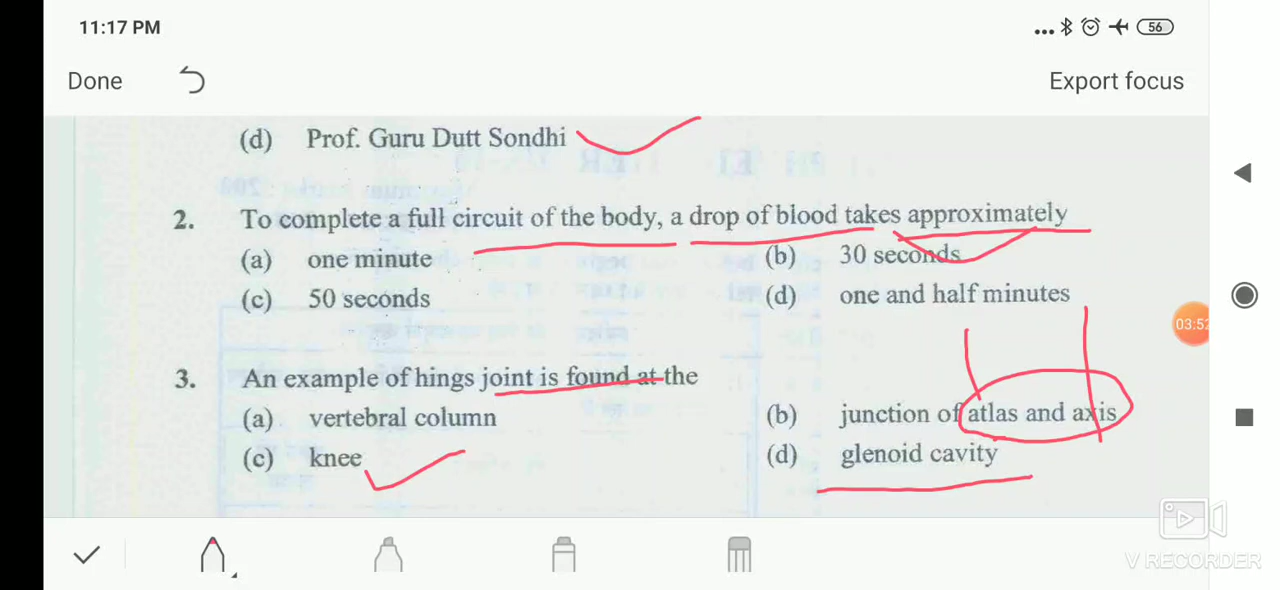 11:17 PM
56
Done
Export focus
(d) Prof. Guru Dutt Sondhi
2. To complete a full circuit of the body, a drop of blood takes approximately
(a) one minute (b) 30 seconds
(c) 50 seconds (d) one and half minutes
03:52
3. An example of hings joint is found at the
(a) vertebral column (b) junction of atlas and axis
(c) knee (d) glenoid cavity
V RECORDER